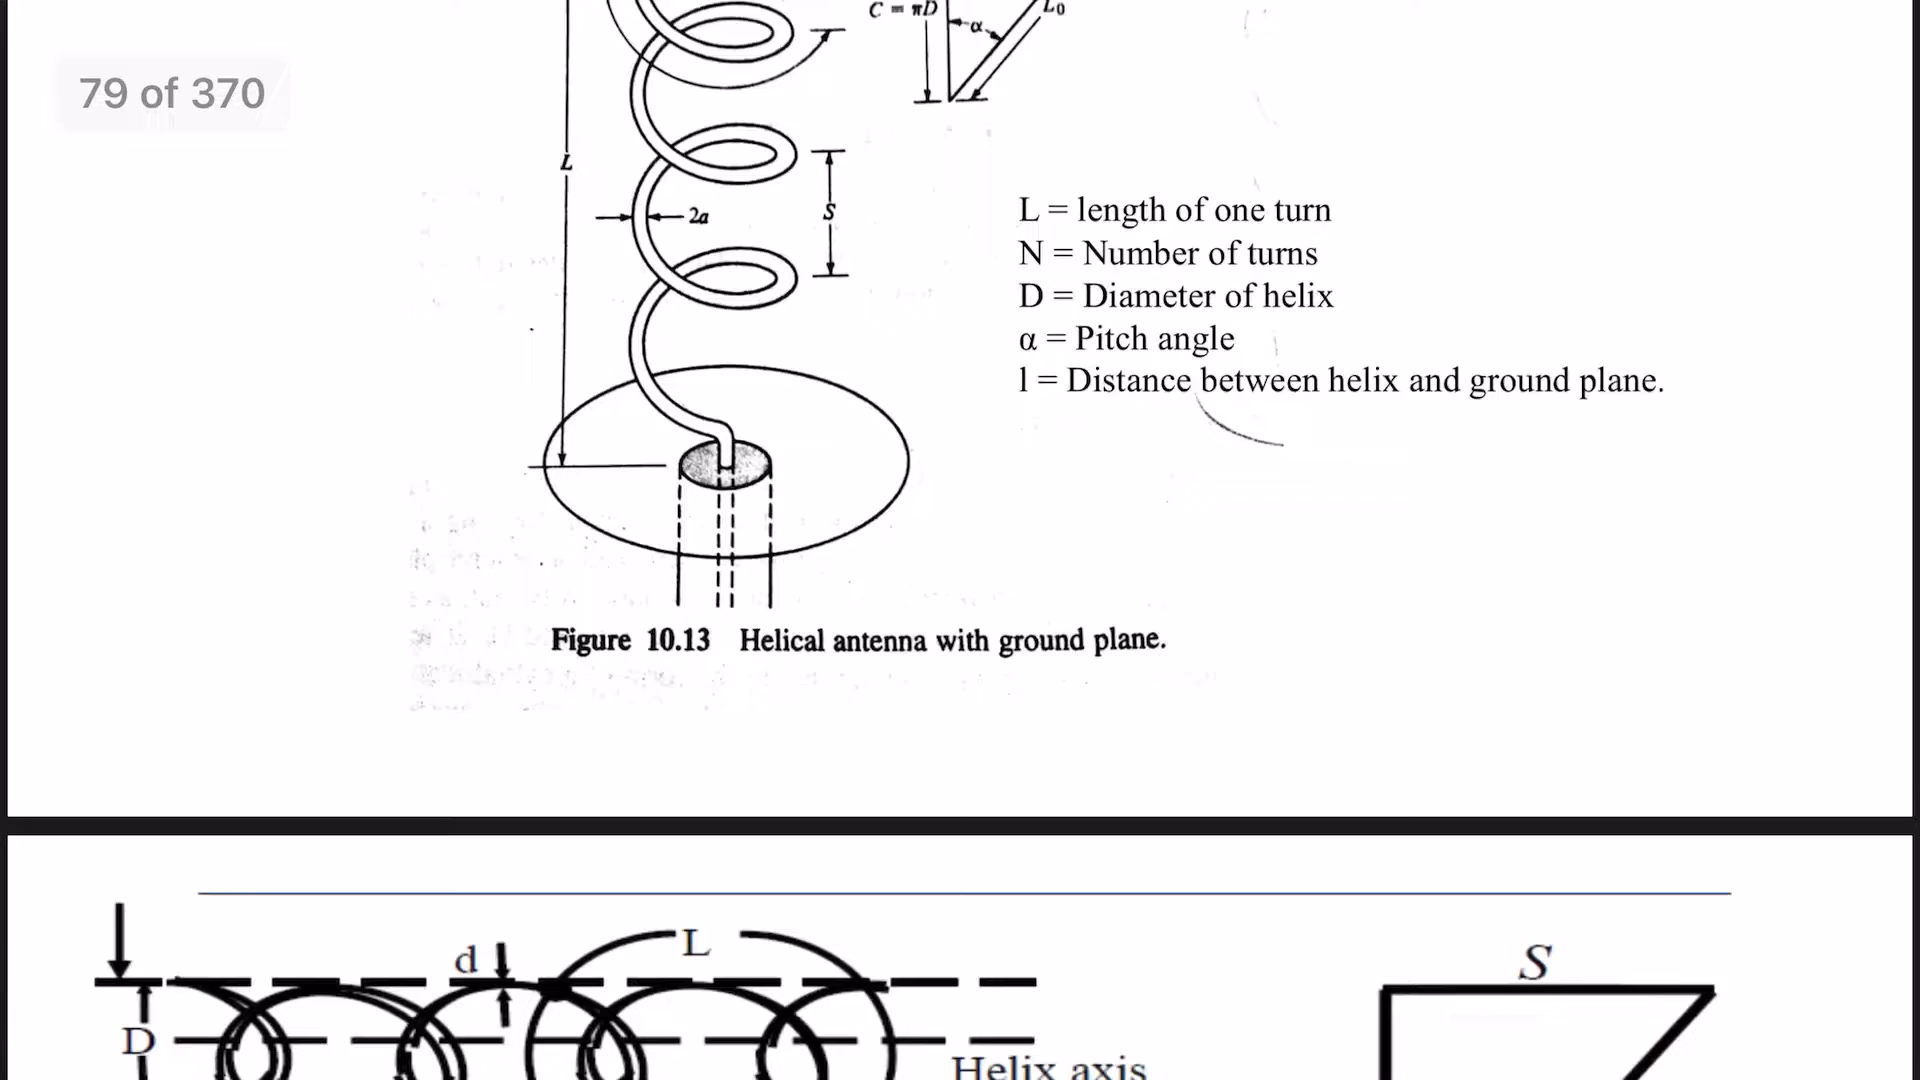 C = πD
L0
α
79 of 370
L
2a
S
L = length of one turn
N = Number of turns
D = Diameter of helix
α = Pitch angle
l = Distance between helix and ground plane.
Figure 10.13 Helical antenna with ground plane.
d
L
S
D
Helix axis